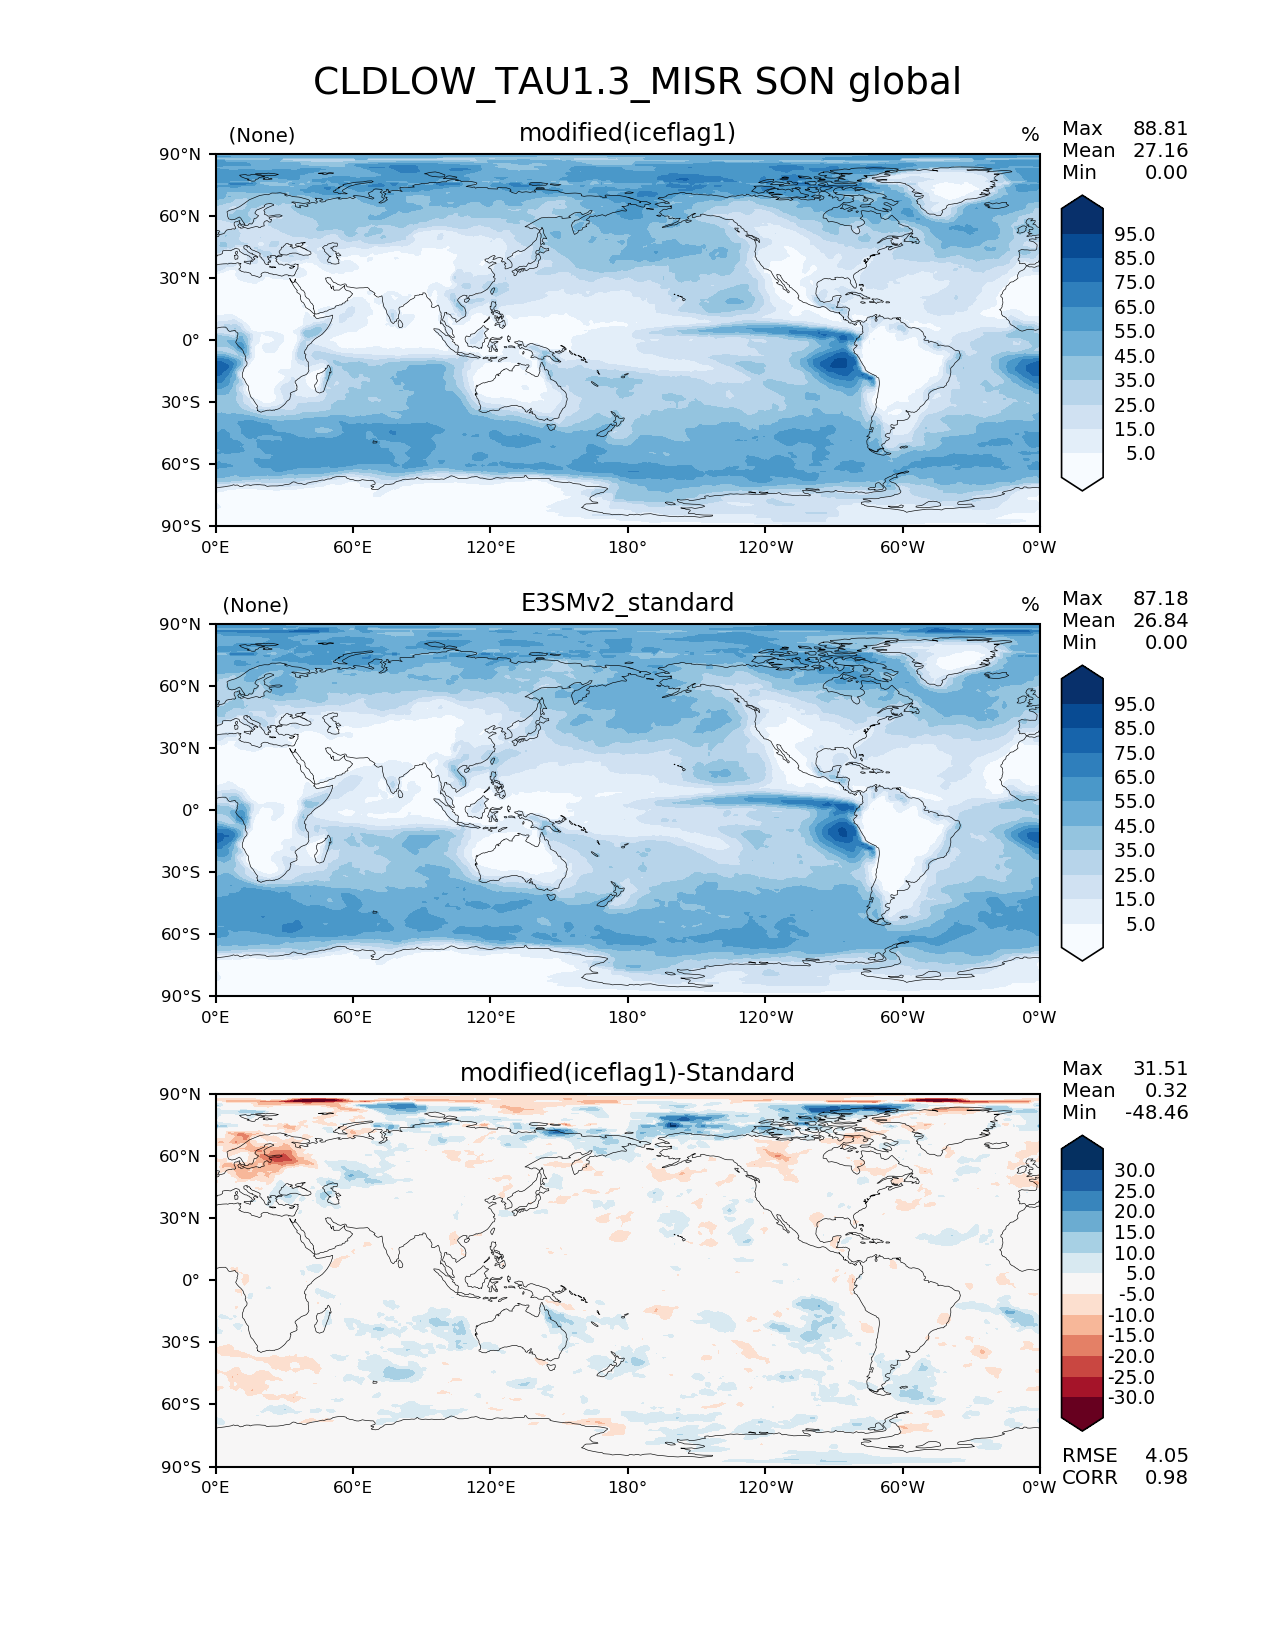 CLDLOW_TAU1.3_MISR SON global
(None) modified(iceflag1) %
Max 88.81
Mean 27.16
Min 0.00
90°N
60°N
30°N
0°
30°S
60°S
90°S
0°E 60°E 120°E 180° 120°W 60°W 0°W
95.0
85.0
75.0
65.0
55.0
45.0
35.0
25.0
15.0
5.0
(None) E3SMv2_standard %
Max 87.18
Mean 26.84
Min 0.00
90°N
60°N
30°N
0°
30°S
60°S
90°S
0°E 60°E 120°E 180° 120°W 60°W 0°W
95.0
85.0
75.0
65.0
55.0
45.0
35.0
25.0
15.0
5.0
modified(iceflag1)-Standard
Max 31.51
Mean 0.32
Min -48.46
90°N
60°N
30°N
0°
30°S
60°S
90°S
0°E 60°E 120°E 180° 120°W 60°W 0°W
30.0
25.0
20.0
15.0
10.0
5.0
-5.0
-10.0
-15.0
-20.0
-25.0
-30.0
RMSE 4.05
CORR 0.98